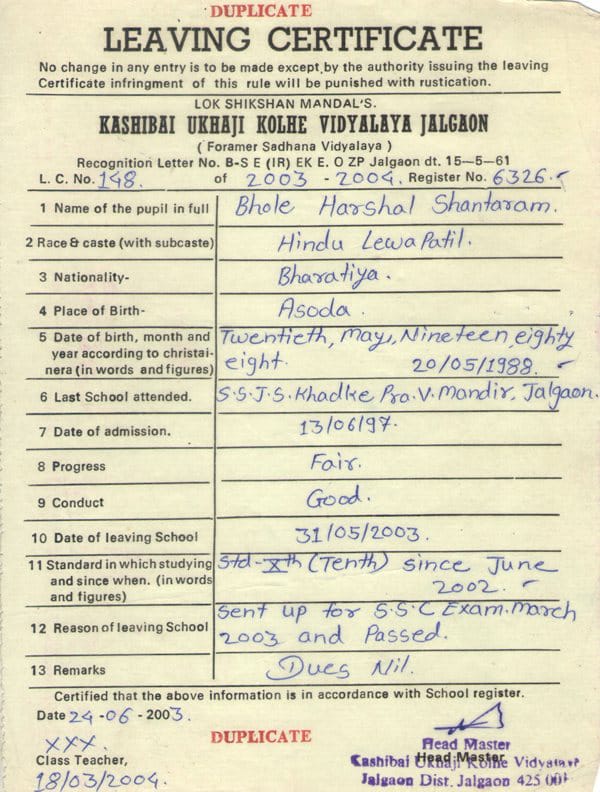 DUPLICATE
LEAVING CERTIFICATE
No change in any entry is to be made except by the authority issuing the leaving
Certificate infringment of this rule will be punished with rustication.
LOK SHIKSHAN MANDAL'S.
KASHIBAI UKHAJI KOLHE VIDYALAYA JALGAON
( Foramer Sadhana Vidyalaya )
Recognition Letter No. B-S E (IR) EK E. O ZP Jalgaon dt. 15—5—61
L. C. No. 148. of 2003 - 2004. Register No. 6326.
1 Name of the pupil in full Bhole Harshal Shantaram.
2 Race & caste (with subcaste) Hindu Lewa Patil.
3 Nationality- Bharatiya.
4 Place of Birth- Asoda.
5 Date of birth, month and Twentieth, May, Nineteen eighty
year according to christai- eight.
nera (in words and figures) 20/05/1988.
6 Last School attended. S.S.J.S. Khadke Pra. V. Mandir, Jalgaon.
7 Date of admission. 13/06/97.
8 Progress Fair.
9 Conduct Good.
10 Date of leaving School 31/05/2003.
11 Standard in which studying Std-Xth (Tenth) since June
and since when. (in words 2002.
and figures)
12 Reason of leaving School Sent up for S.S.C Exam. March
2003 and Passed.
13 Remarks Dues Nil.
Certified that the above information is in accordance with School register.
Date 24-06-2003.
XXX.
DUPLICATE
Class Teacher,
18/03/2004.
Head Master
Head Master
Kashibai Ukhaji Kolhe Vidyalaya
Jalgaon Dist. Jalgaon 425 001